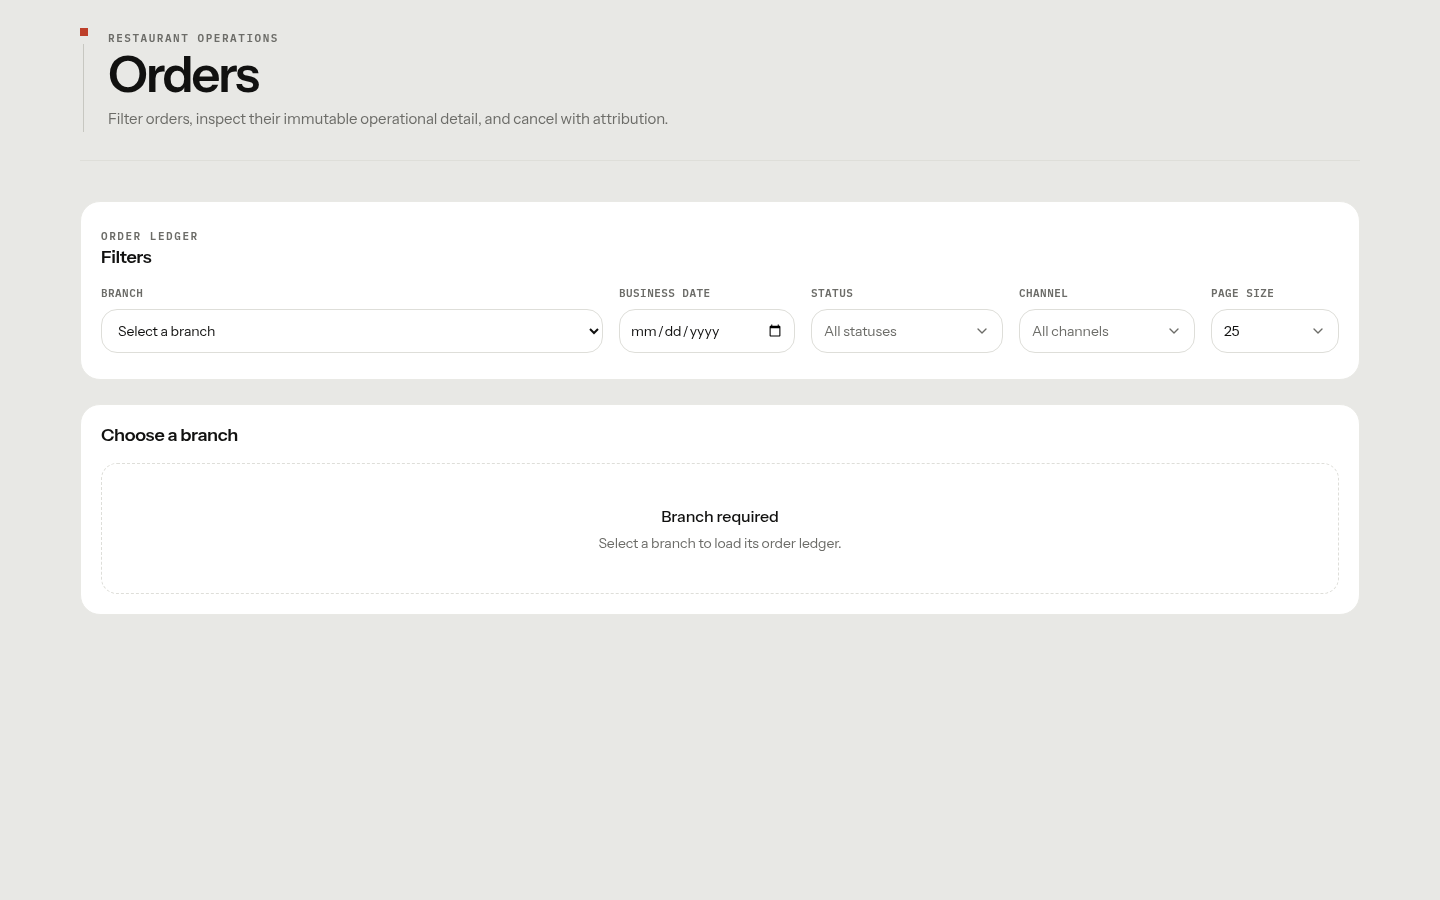 RESTAURANT OPERATIONS
Orders
Filter orders, inspect their immutable operational detail, and cancel with attribution.
ORDER LEDGER
Filters
BRANCH
BUSINESS DATE
STATUS
CHANNEL
PAGE SIZE
Select a branch
mm/dd/yyyy
All statuses
All channels
25
Choose a branch
Branch required
Select a branch to load its order ledger.